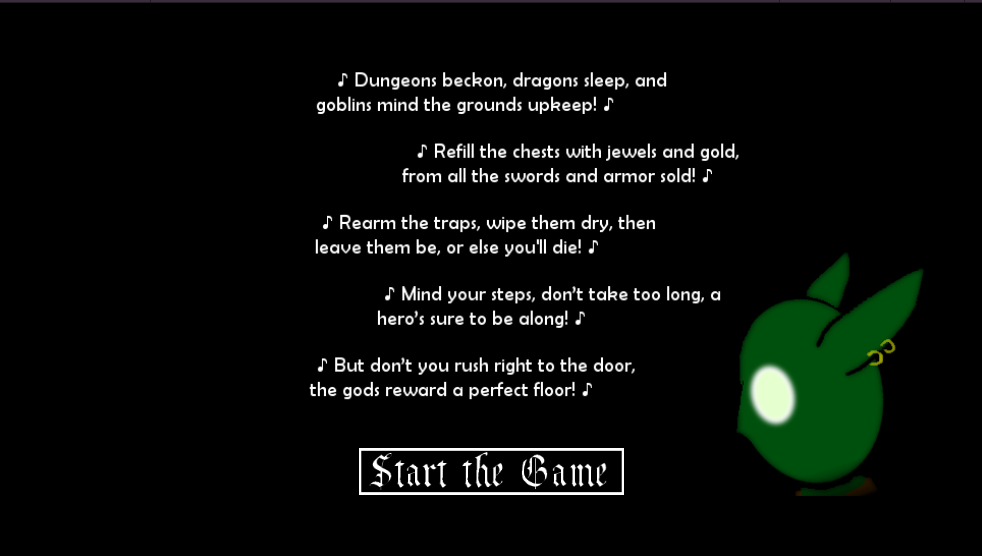 ♪ Dungeons beckon, dragons sleep, and
goblins mind the grounds upkeep! ♪
♪ Refill the chests with jewels and gold,
from all the swords and armor sold! ♪
♪ Rearm the traps, wipe them dry, then
leave them be, or else you'll die! ♪
♪ Mind your steps, don't take too long, a
hero's sure to be along! ♪
♪ But don't you rush right to the door,
the gods reward a perfect floor! ♪
Start the Game